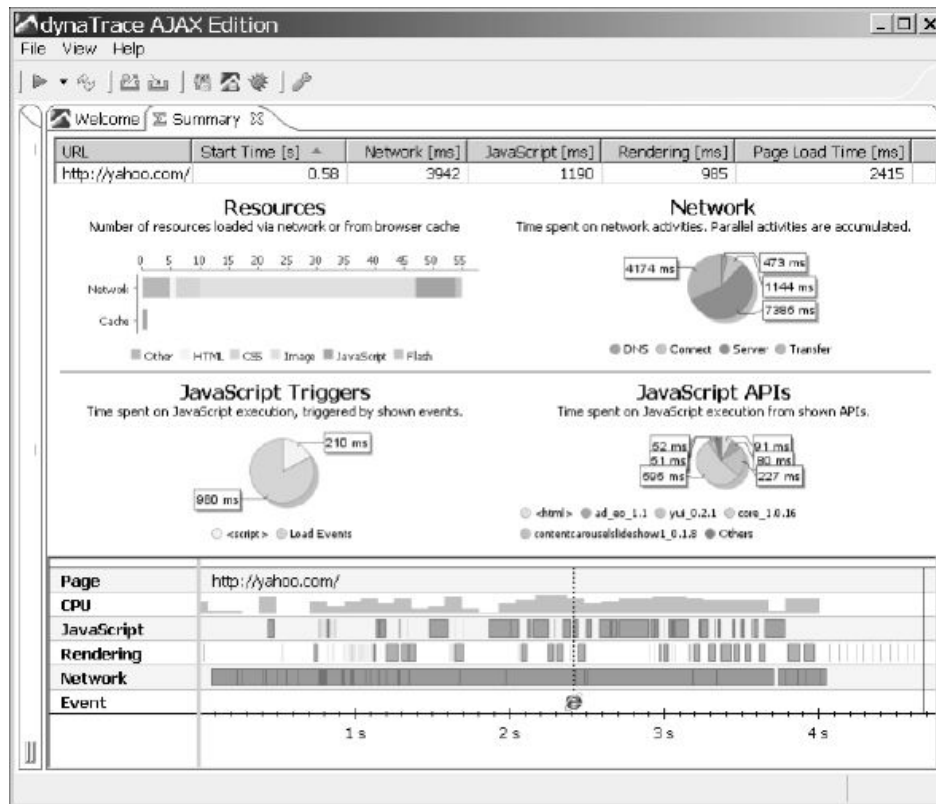 dynaTrace AJAX Edition
File View Help
Welcome Summary
URL Start Time [s] Network [ms] JavaScript [ms] Rendering [ms] Page Load Time [ms]
http://yahoo.com/ 0.58 3942 1190 985 2415
Resources
Number of resources loaded via network or from browser cache
0 5 10 15 20 25 30 35 40 45 50 55
Network
Cache
Other HTML CSS Image JavaScript Flash
Network
Time spent on network activities. Parallel activities are accumulated.
4174 ms 473 ms
1144 ms
7386 ms
DNS Connect Server Transfer
JavaScript Triggers
Time spent on JavaScript execution, triggered by shown events.
210 ms
980 ms
<script> Load Events
JavaScript APIs
Time spent on JavaScript execution from shown APIs.
52 ms 91 ms
51 ms 80 ms
695 ms 227 ms
<html> ad_eo_1.1 yui_0.2.1 core_1.0.16
contentcarouselslideshow1_0.1.8 Others
Page http://yahoo.com/
CPU
JavaScript
Rendering
Network
Event
1 s 2 s 3 s 4 s